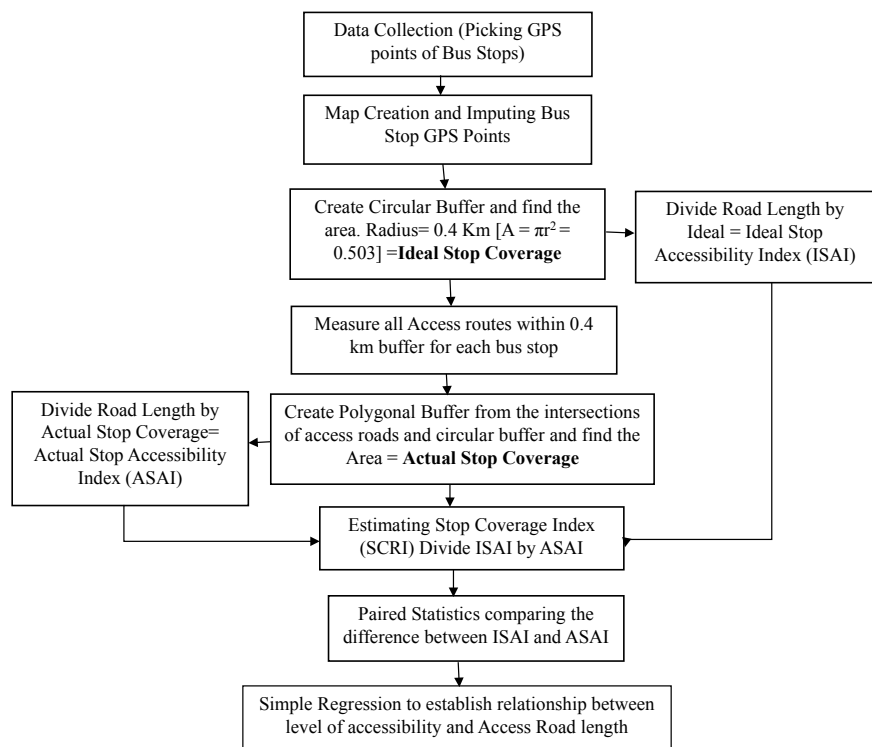 Data Collection (Picking GPS
points of Bus Stops)
Map Creation and Imputing Bus
Stop GPS Points
Create Circular Buffer and find the
area. Radius= 0.4 Km [A = πr² =
0.503] =Ideal Stop Coverage
Divide Road Length by
Ideal = Ideal Stop
Accessibility Index (ISAI)
Measure all Access routes within 0.4
km buffer for each bus stop
Divide Road Length by
Actual Stop Coverage=
Actual Stop Accessibility
Index (ASAI)
Create Polygonal Buffer from the intersections
of access roads and circular buffer and find the
Area = Actual Stop Coverage
Estimating Stop Coverage Index
(SCRI) Divide ISAI by ASAI
Paired Statistics comparing the
difference between ISAI and ASAI
Simple Regression to establish relationship between
level of accessibility and Access Road length